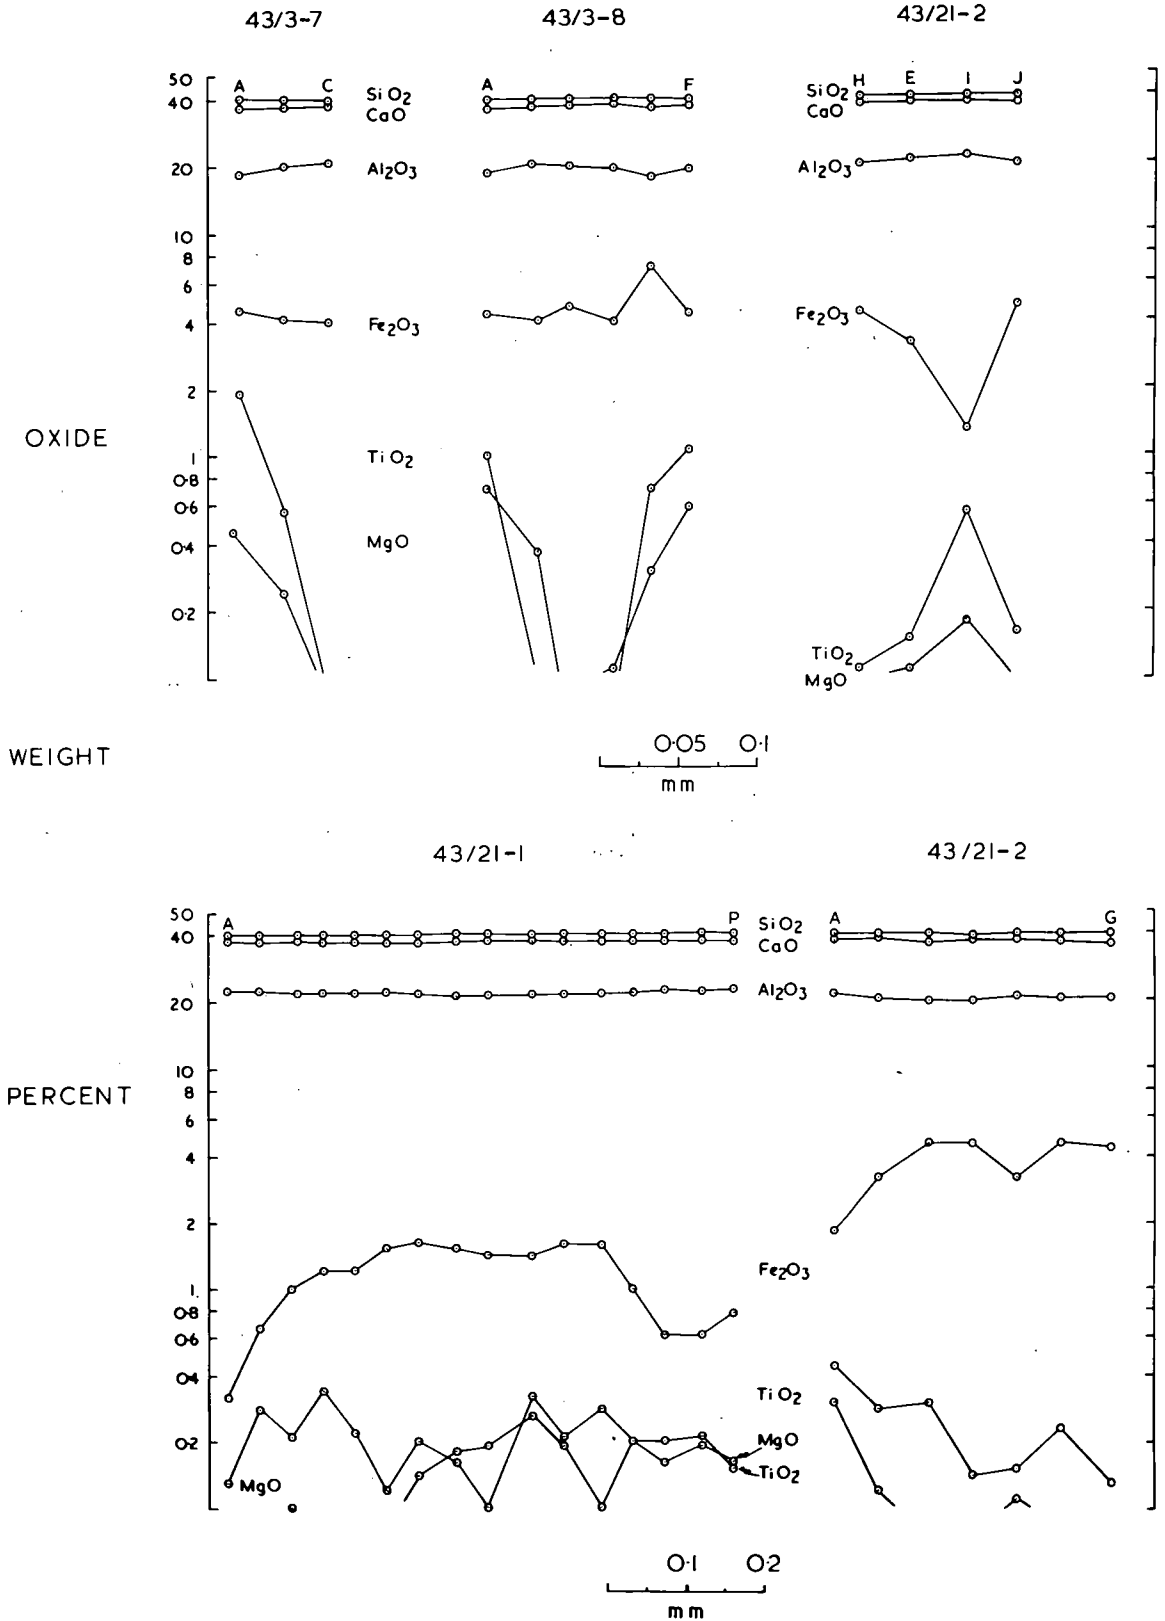 43/3-7 43/3-8 43/21-2
50 A C SiO₂ A F H E I J SiO₂
40 CaO CaO
20 Al₂O₃ Al₂O₃
10
8
6
4 Fe₂O₃ Fe₂O₃
2
OXIDE
1 TiO₂
0·8
0·6
0·4 MgO
0·2
TiO₂
MgO
WEIGHT
0·05 0·1
mm
43/21-1 43/21-2
50 A P SiO₂ A G
40 CaO
20 Al₂O₃
10
8
PERCENT
6
4
2
Fe₂O₃
1
0·8
0·6
0·4 TiO₂
0·2 MgO
MgO TiO₂
0·1 0·2
mm